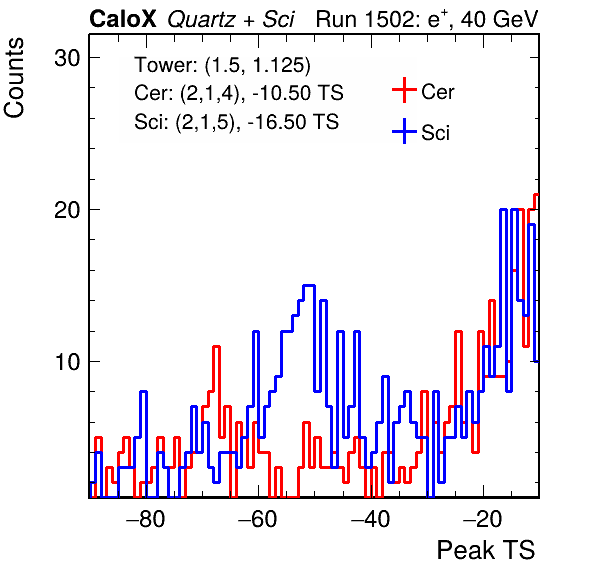 CaloX Quartz + Sci Run 1502: e+, 40 GeV
Counts
30
20
10
Tower: (1.5, 1.125)
Cer: (2,1,4), -10.50 TS
Sci: (2,1,5), -16.50 TS
Cer
Sci
−80 −60 −40 −20
Peak TS